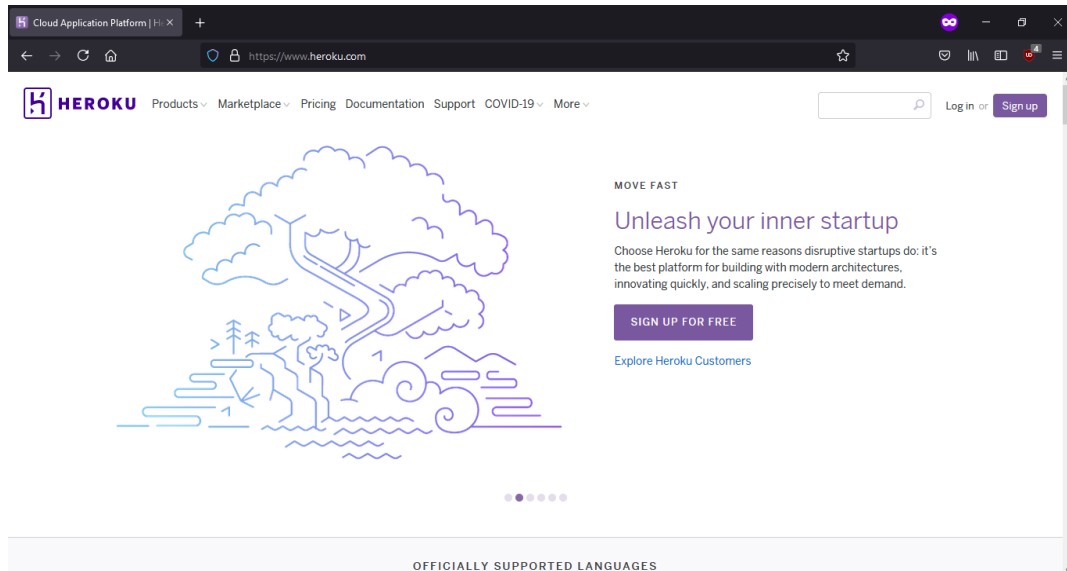 Cloud Application Platform | H
https://www.heroku.com
4
HEROKU
Products Marketplace Pricing Documentation Support COVID-19 More
Log in or Sign up
MOVE FAST
Unleash your inner startup
Choose Heroku for the same reasons disruptive startups do: it's
the best platform for building with modern architectures,
innovating quickly, and scaling precisely to meet demand.
SIGN UP FOR FREE
Explore Heroku Customers
OFFICIALLY SUPPORTED LANGUAGES